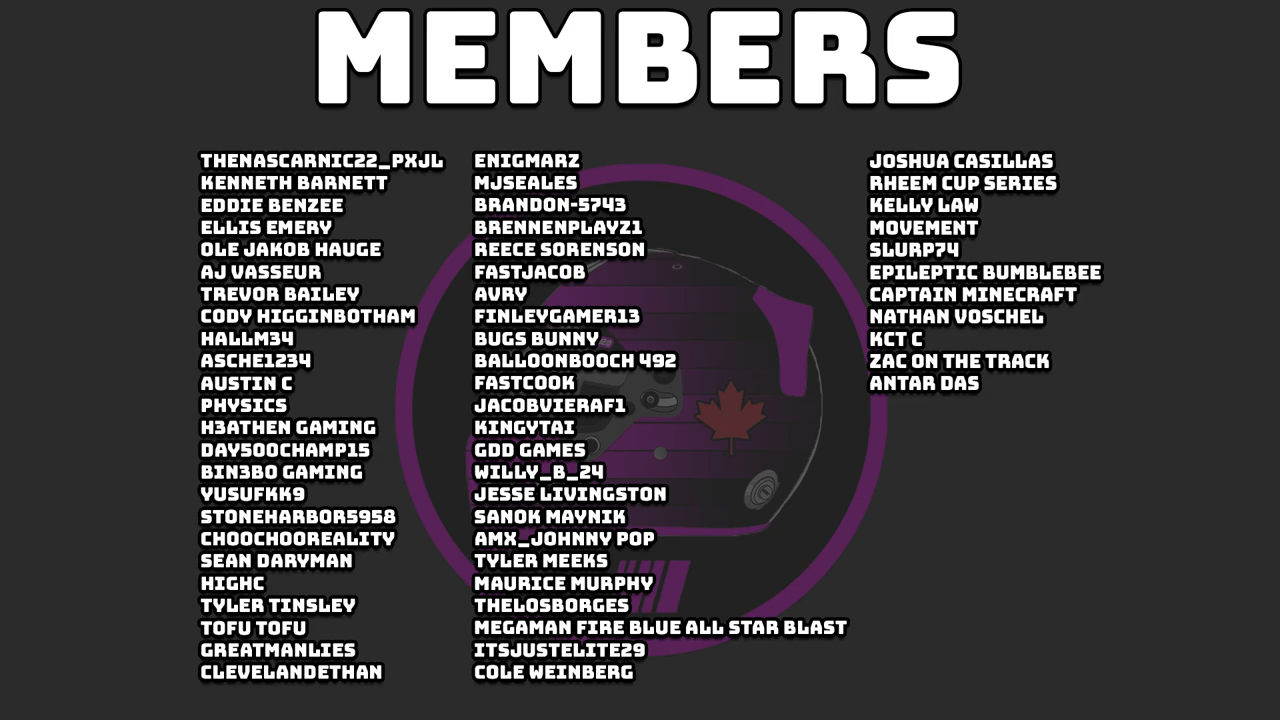 MEMBERS
THENASCARNIC22_PXJL
KENNETH BARNETT
EDDIE BENZEE
ELLIS EMERY
OLE JAKOB HAUGE
AJ VASSEUR
TREVOR BAILEY
CODY HIGGINBOTHAM
HALLM34
ASCHE1234
AUSTIN C
PHYSICS
H3ATHEN GAMING
DAY500CHAMP15
BIN3BO GAMING
YUSUFKK9
STONEHARBOR5958
CHOOCHOOREALITY
SEAN DARYMAN
HIGHC
TYLER TINSLEY
TOFU TOFU
GREATMANLIES
CLEVELANDETHAN
ENIGMARZ
MJSEALES
BRANDON-5743
BRENNENPLAYZ1
REECE SORENSON
FASTJACOB
AVRY
FINLEYGAMER13
BUGS BUNNY
BALLOONBOOCH 492
FASTCOOK
JACOBVIERAF1
KINGYTAI
GDD GAMES
WILLY_B_24
JESSE LIVINGSTON
SANOK MAYNIK
AMX_JOHNNY POP
TYLER MEEKS
MAURICE MURPHY
THELOSBORGES
MEGAMAN FIRE BLUE ALL STAR BLAST
ITSJUSTELITE29
COLE WEINBERG
JOSHUA CASILLAS
RHEEM CUP SERIES
KELLY LAW
MOVEMENT
SLURP74
EPILEPTIC BUMBLEBEE
CAPTAIN MINECRAFT
NATHAN VOSCHEL
KCT C
ZAC ON THE TRACK
ANTAR DAS